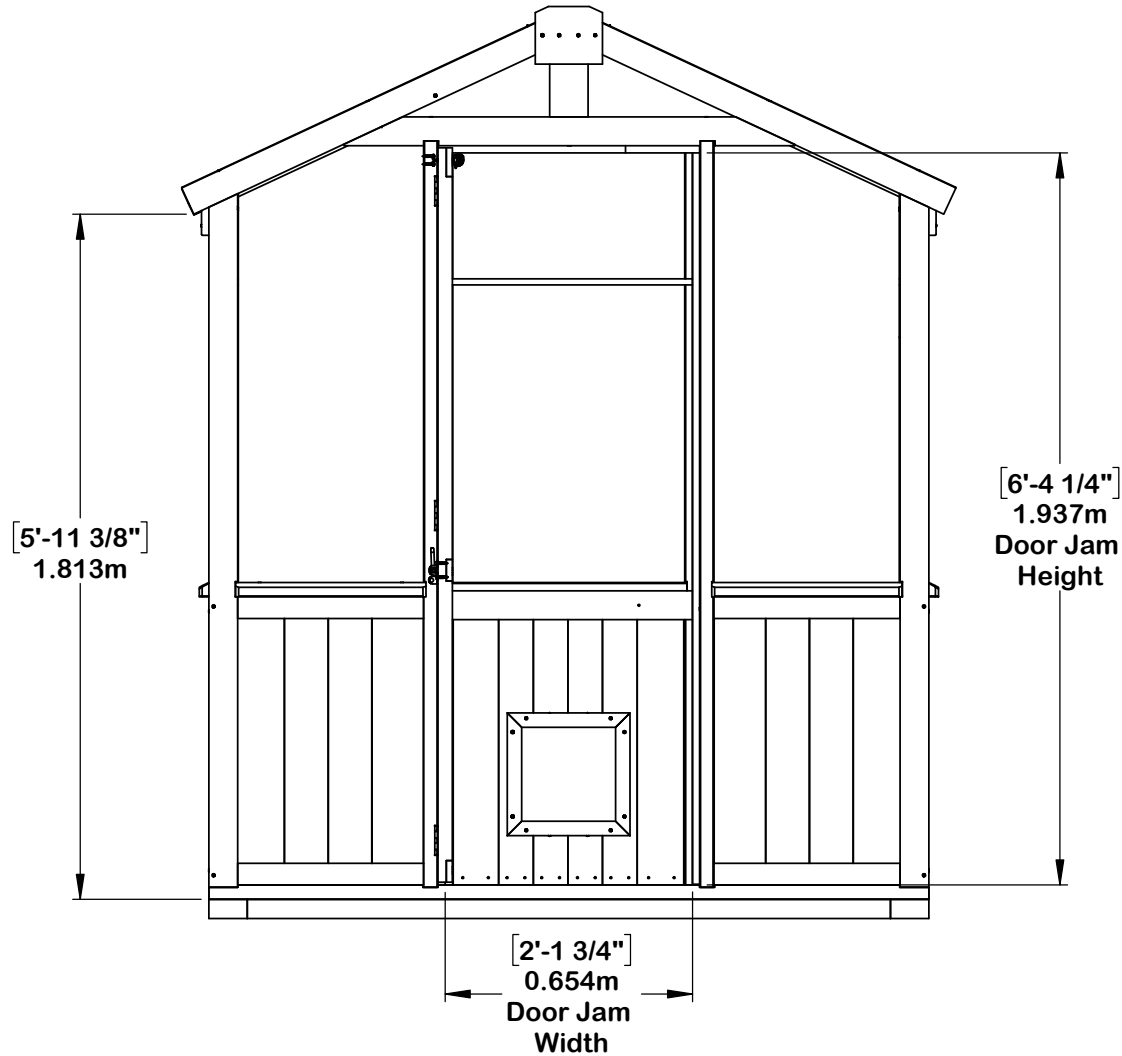 [5'-11 3/8"]
1.813m
[6'-4 1/4"]
1.937m
Door Jam
Height
[2'-1 3/4"]
0.654m
Door Jam
Width